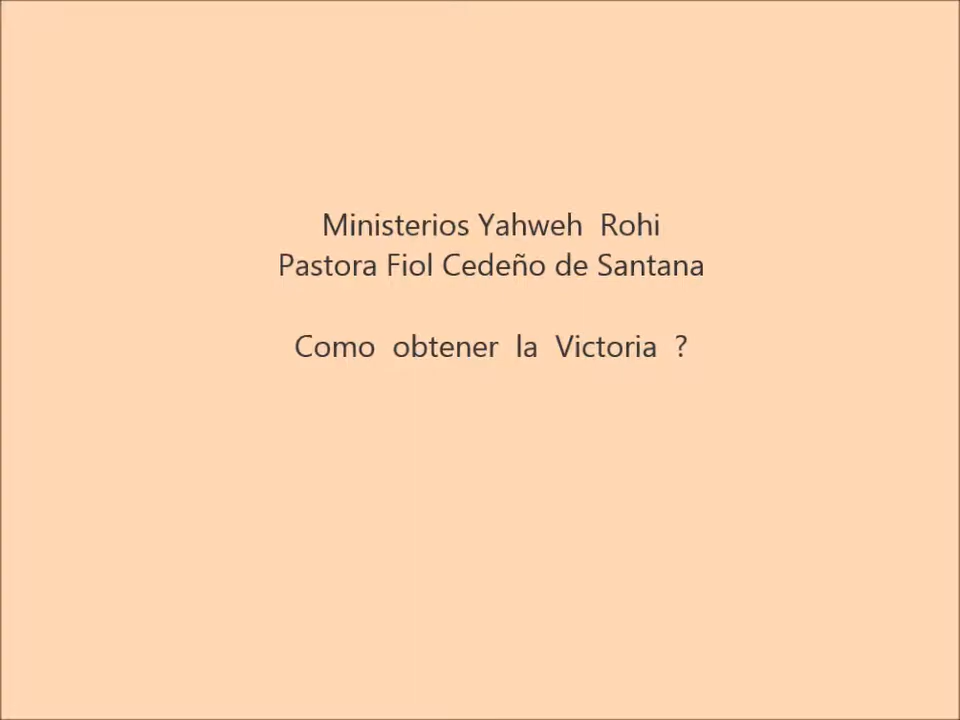 Ministerios Yahweh Rohi
Pastora Fiol Cedeño de Santana
Como obtener la Victoria ?